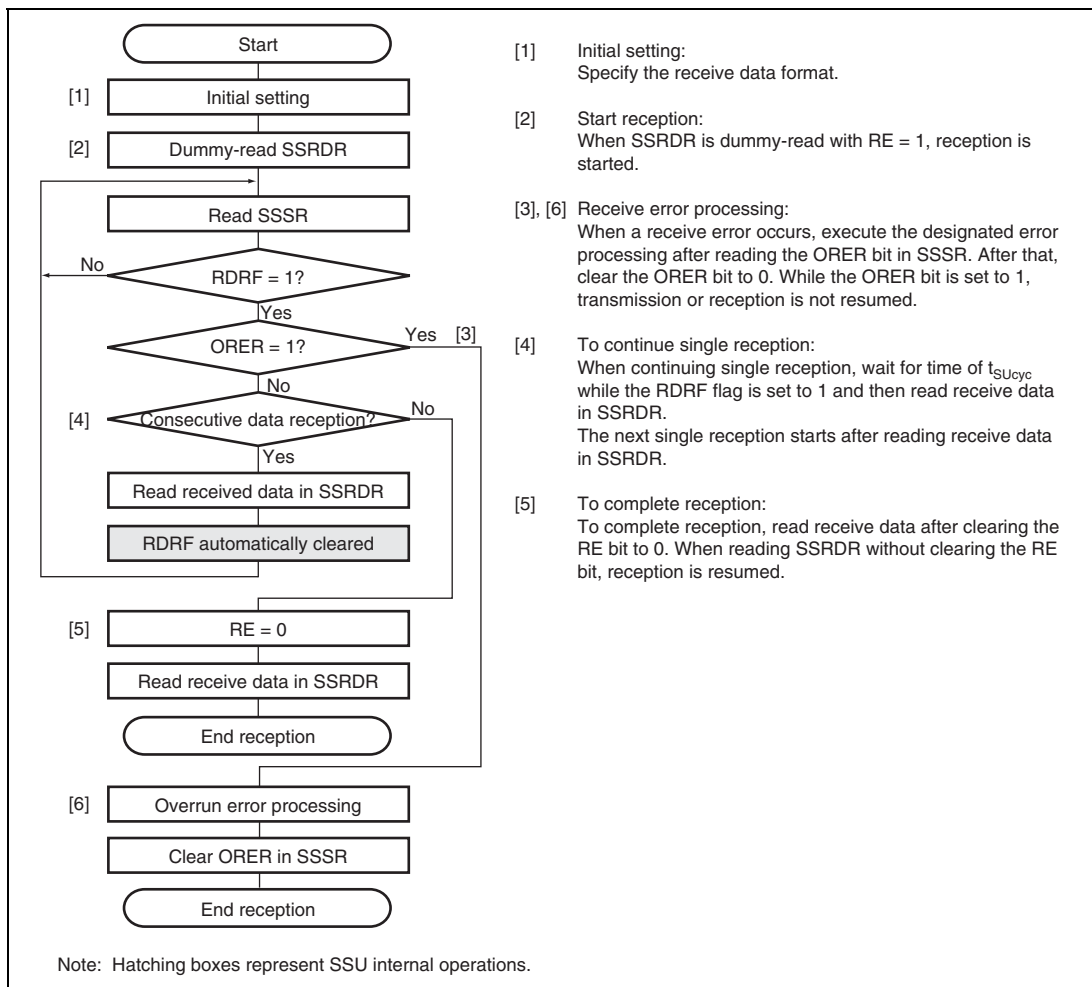 Start
[1] Initial setting
[2] Dummy-read SSRDR
Read SSSR
No
RDRF = 1?
Yes
ORER = 1?
Yes [3]
No
[4] Consecutive data reception?
No
Yes
Read received data in SSRDR
RDRF automatically cleared
[5] RE = 0
Read receive data in SSRDR
End reception
[6] Overrun error processing
Clear ORER in SSSR
End reception
[1] Initial setting:
Specify the receive data format.
[2] Start reception:
When SSRDR is dummy-read with RE = 1, reception is
started.
[3], [6] Receive error processing:
When a receive error occurs, execute the designated error
processing after reading the ORER bit in SSSR. After that,
clear the ORER bit to 0. While the ORER bit is set to 1,
transmission or reception is not resumed.
[4] To continue single reception:
When continuing single reception, wait for time of tSUcyc
while the RDRF flag is set to 1 and then read receive data
in SSRDR.
The next single reception starts after reading receive data
in SSRDR.
[5] To complete reception:
To complete reception, read receive data after clearing the
RE bit to 0. When reading SSRDR without clearing the RE
bit, reception is resumed.
Note: Hatching boxes represent SSU internal operations.